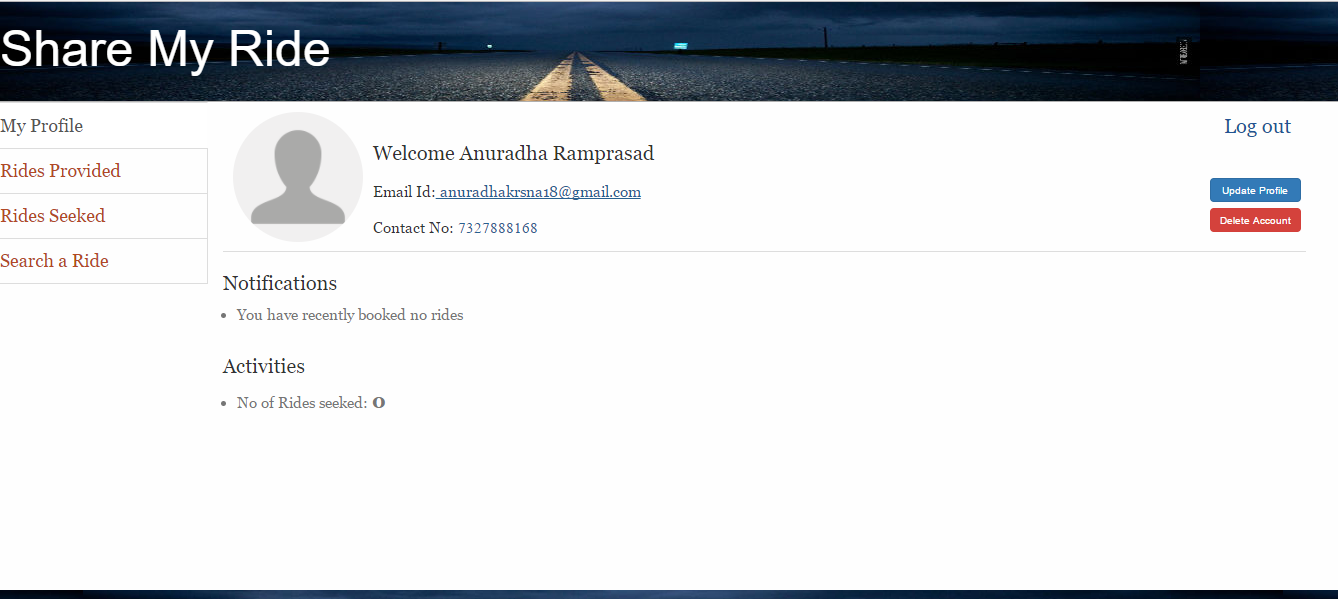 Share My Ride
My Profile
Rides Provided
Rides Seeked
Search a Ride
Log out
Welcome Anuradha Ramprasad
Email Id: anuradhakrsna18@gmail.com
Contact No: 7327888168
Update Profile
Delete Account
Notifications
You have recently booked no rides
Activities
No of Rides seeked: 0